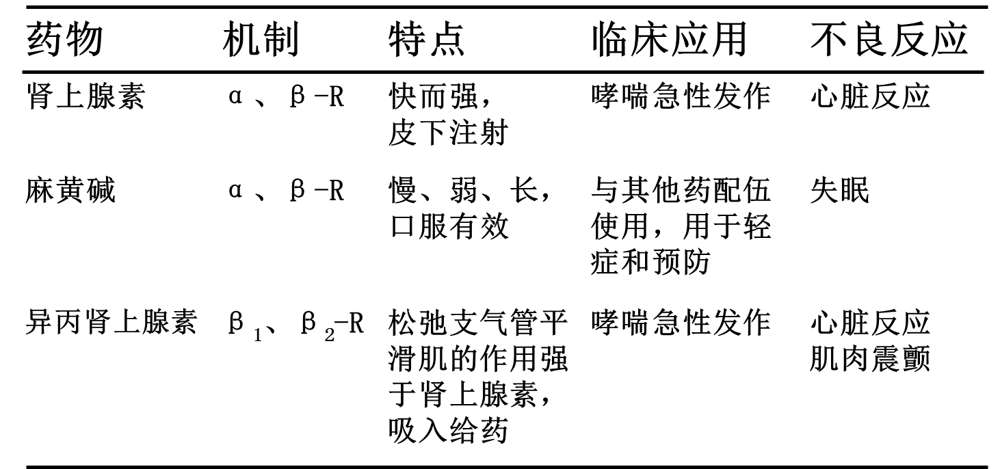 药物 机制 特点 临床应用 不良反应
肾上腺素 α、β-R 快而强， 哮喘急性发作 心脏反应
皮下注射
麻黄碱 α、β-R 慢、弱、长， 与其他药配伍 失眠
口服有效 使用，用于轻
症和预防
异丙肾上腺素 β1、β2-R 松弛支气管平 哮喘急性发作 心脏反应
滑肌的作用强 肌肉震颤
于肾上腺素，
吸入给药